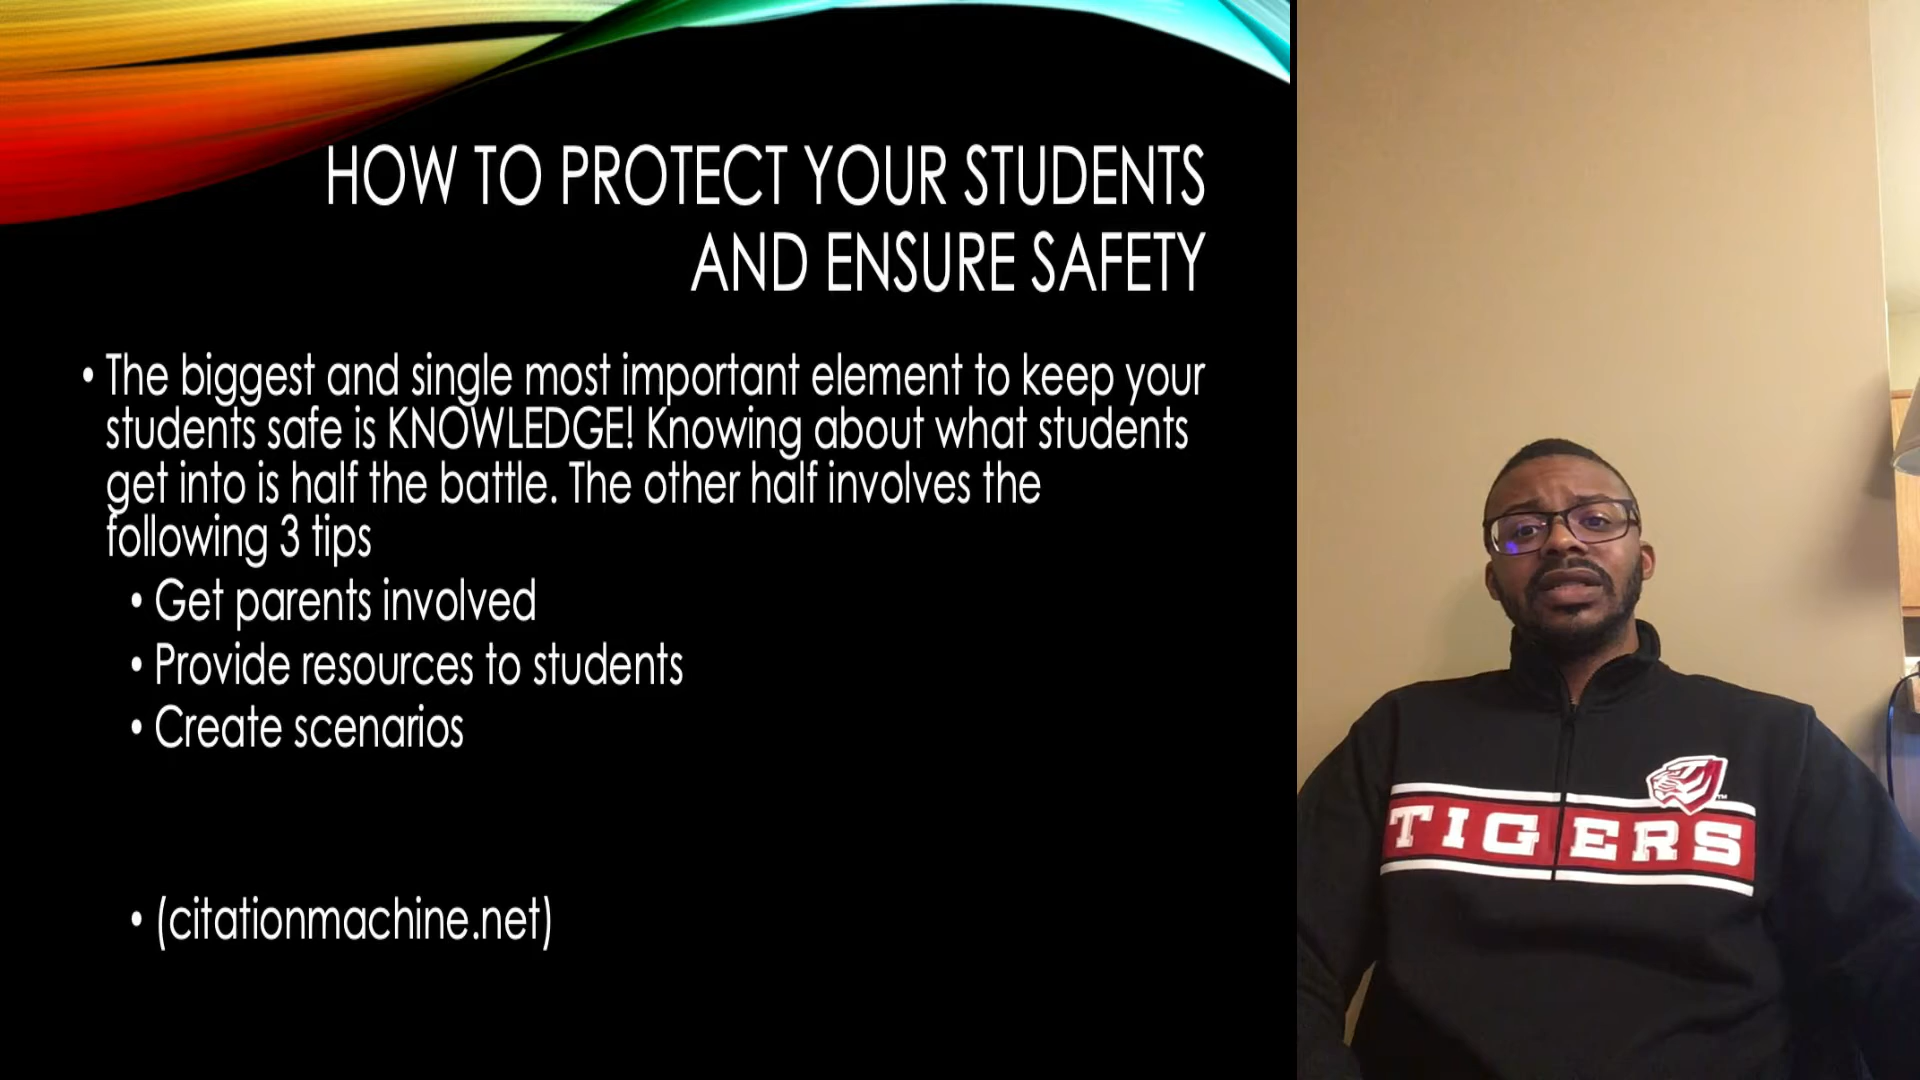 HOW TO PROTECT YOUR STUDENTS
AND ENSURE SAFETY
• The biggest and single most important element to keep your
students safe is KNOWLEDGE! Knowing about what students
get into is half the battle. The other half involves the
following 3 tips
• Get parents involved
• Provide resources to students
• Create scenarios
• (citationmachine.net)
TIGERS